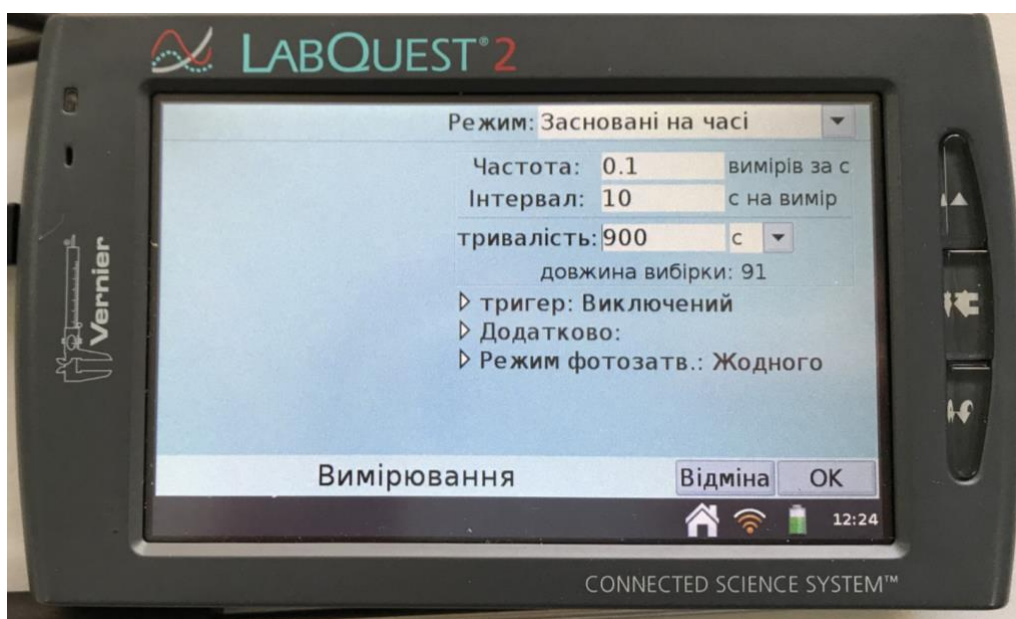 LABQUEST® 2
Vernier
Режим: Засновані на часі
Частота: 0.1 вимірів за с
Інтервал: 10 с на вимір
тривалість: 900 с
довжина вибірки: 91
тригер: Виключений
Додатково:
Режим фотозатв.: Жодного
Вимірювання Відміна OK
12:24
CONNECTED SCIENCE SYSTEM™